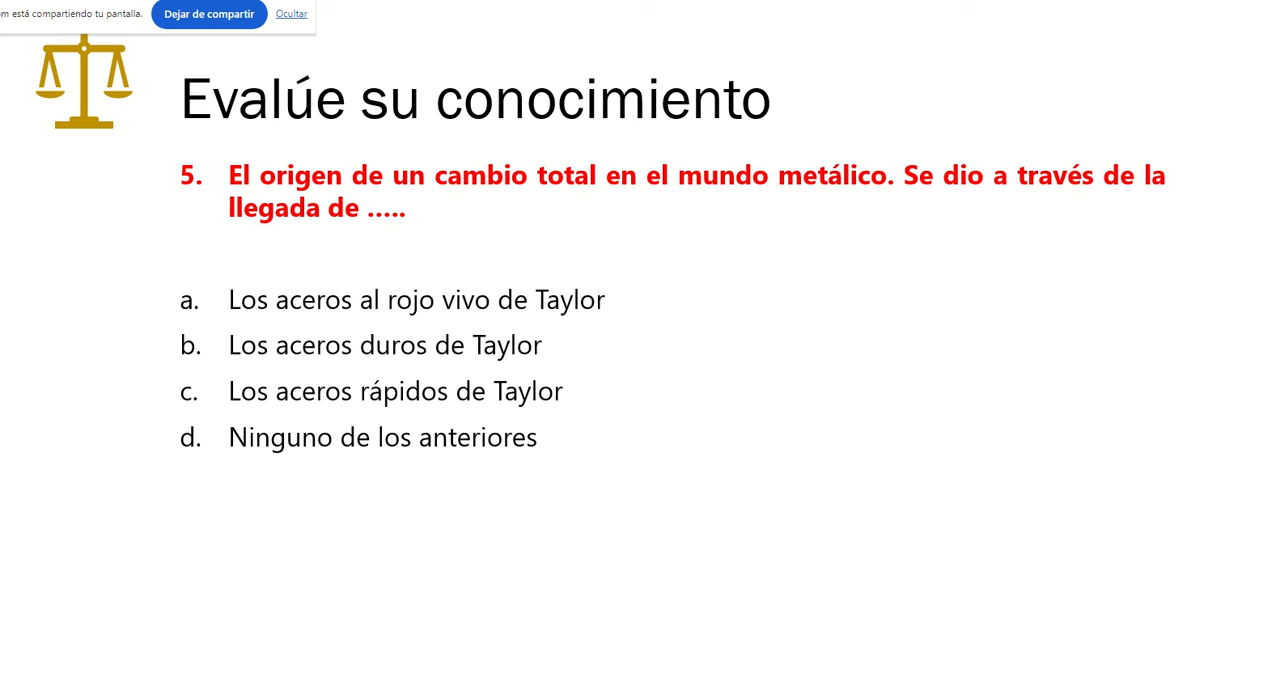 om está compartiendo tu pantalla. Dejar de compartir Ocultar
Evalúe su conocimiento
5. El origen de un cambio total en el mundo metálico. Se dio a través de la
llegada de .....
a. Los aceros al rojo vivo de Taylor
b. Los aceros duros de Taylor
c. Los aceros rápidos de Taylor
d. Ninguno de los anteriores